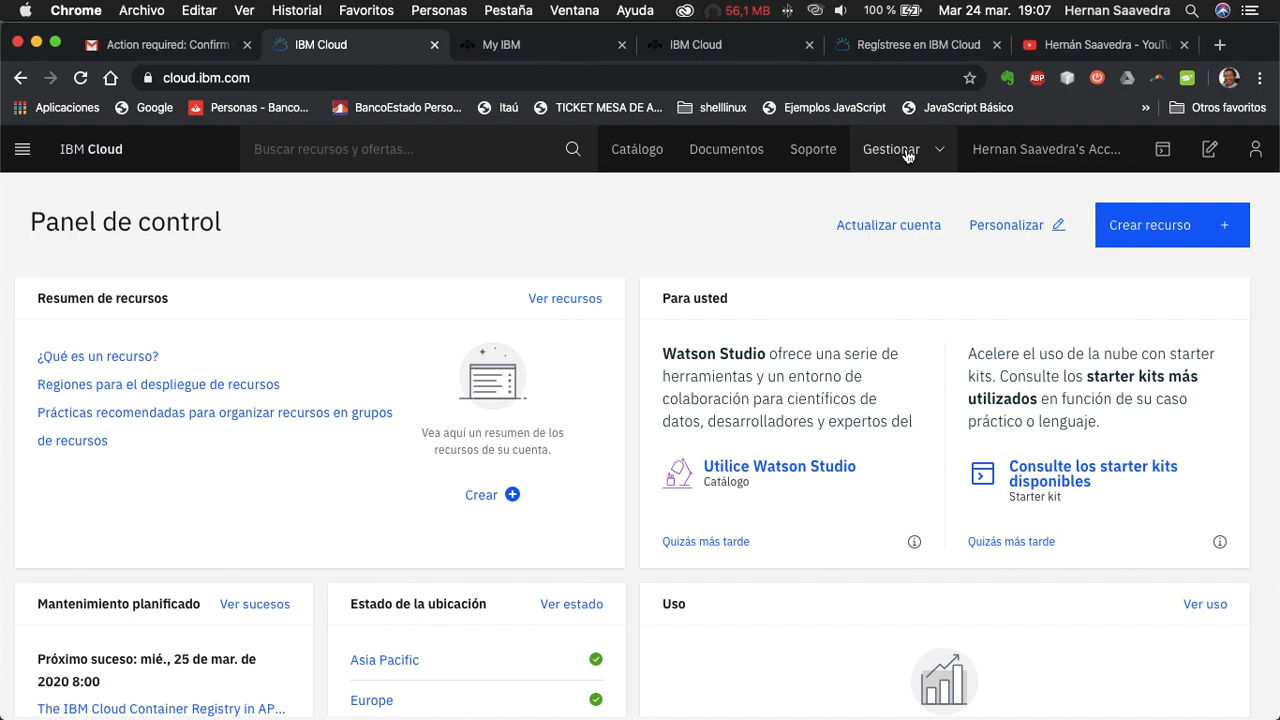 Chrome Archivo Editar Ver Historial Favoritos Personas Pestaña Ventana Ayuda 56,1 MB 100 % Mar 24 mar. 19:07 Hernan Saavedra
Action required: Confirm IBM Cloud My IBM IBM Cloud Regístrese en IBM Cloud Hernán Saavedra - YouTu
cloud.ibm.com
ABP
Aplicaciones Google Personas - Banco... BancoEstado Perso... Itaú TICKET MESA DE A... shelllinux Ejemplos JavaScript JavaScript Básico » Otros favoritos
IBM Cloud Buscar recursos y ofertas... Catálogo Documentos Soporte Gestionar Hernan Saavedra's Acc...
Panel de control
Actualizar cuenta Personalizar Crear recurso +
Resumen de recursos Ver recursos
¿Qué es un recurso?
Regiones para el despliegue de recursos
Prácticas recomendadas para organizar recursos en grupos
de recursos
Vea aquí un resumen de los
recursos de su cuenta.
Crear
Para usted
Watson Studio ofrece una serie de
herramientas y un entorno de
colaboración para científicos de
datos, desarrolladores y expertos del
Utilice Watson Studio
Catálogo
Quizás más tarde
Acelere el uso de la nube con starter
kits. Consulte los starter kits más
utilizados en función de su caso
práctico o lenguaje.
Consulte los starter kits
disponibles
Starter kit
Quizás más tarde
Mantenimiento planificado Ver sucesos
Próximo suceso: mié., 25 de mar. de
2020 8:00
The IBM Cloud Container Registry in AP...
Estado de la ubicación Ver estado
Asia Pacific
Europe
Uso Ver uso